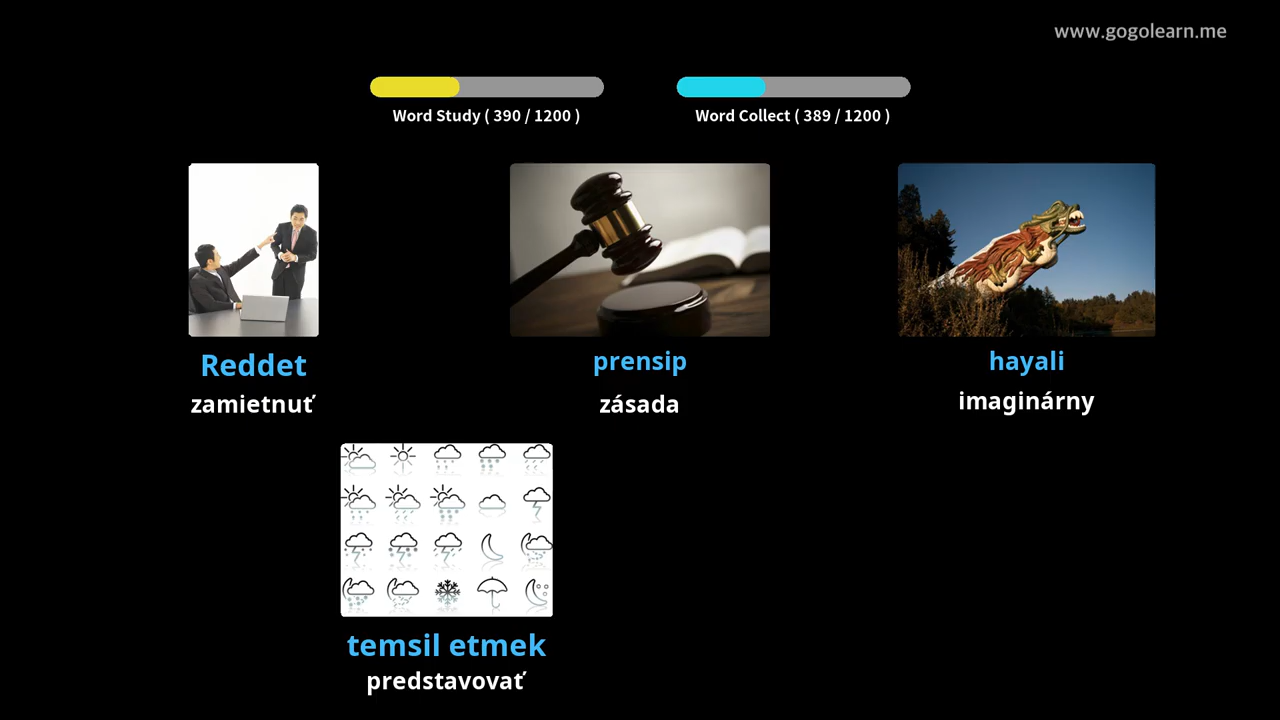 www.gogolearn.me
Word Study ( 390 / 1200 )
Word Collect ( 389 / 1200 )
Reddet
zamietnuť
prensip
zásada
hayali
imaginárny
temsil etmek
predstavovať